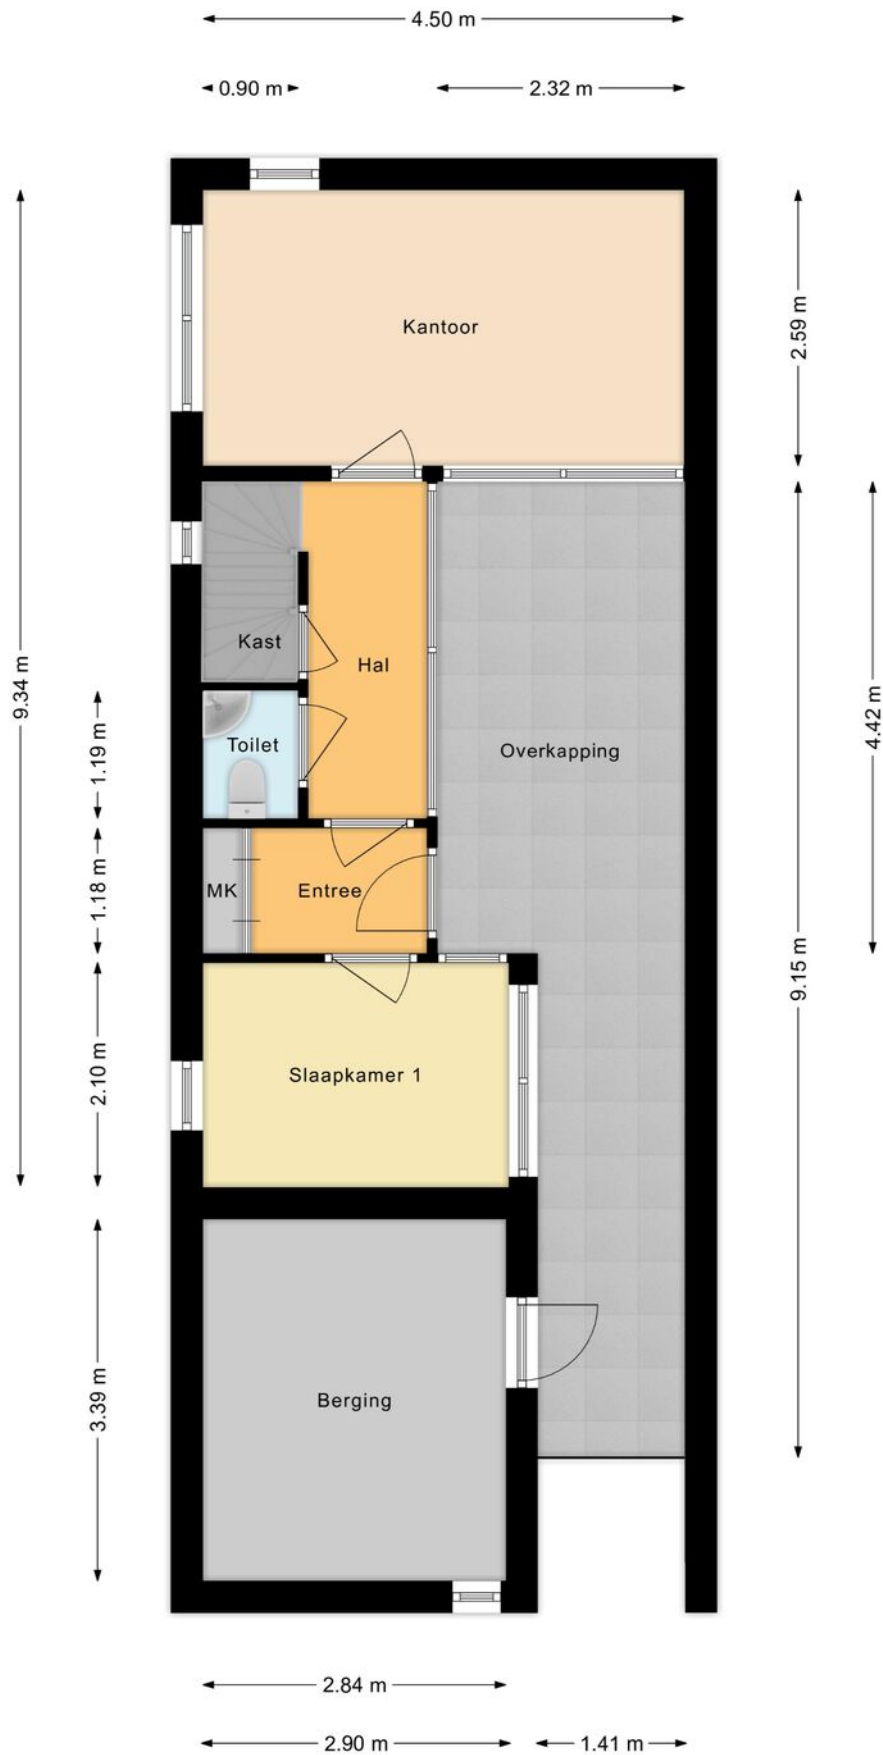 4.50 m
0.90 m
2.32 m
Kantoor
2.59 m
Kast
Hal
9.34 m
4.42 m
Toilet
1.19 m
Overkapping
MK
Entree
1.18 m
9.15 m
Slaapkamer 1
2.10 m
Berging
3.39 m
2.84 m
2.90 m
1.41 m